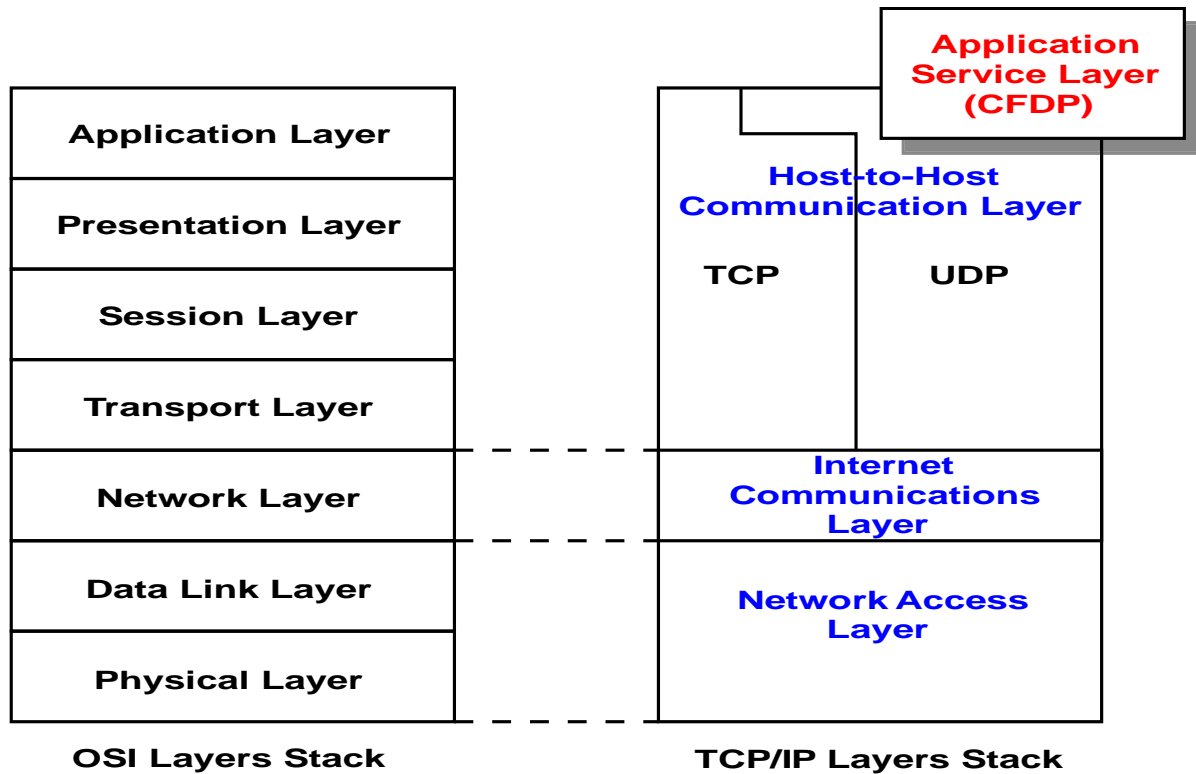 Application
Service Layer
(CFDP)
Application Layer
Presentation Layer
Session Layer
Transport Layer
Network Layer
Data Link Layer
Physical Layer
OSI Layers Stack
Host-to-Host
Communication Layer
TCP
UDP
Internet
Communications
Layer
Network Access
Layer
TCP/IP Layers Stack